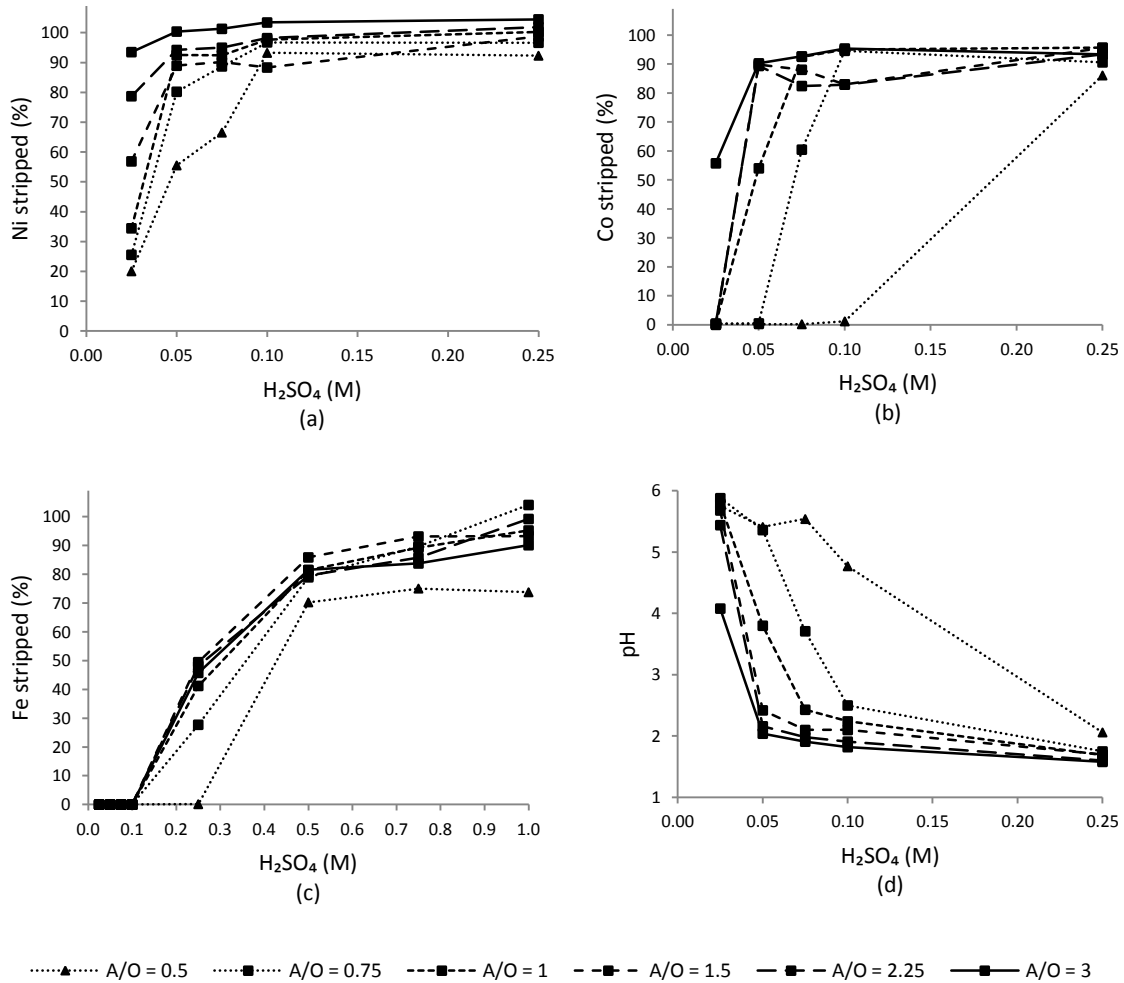 Ni stripped (%)
100
90
80
70
60
50
40
30
20
10
0
0.00 0.05 0.10 0.15 0.20 0.25
H₂SO₄ (M)
(a)
Co stripped (%)
100
90
80
70
60
50
40
30
20
10
0
0.00 0.05 0.10 0.15 0.20 0.25
H₂SO₄ (M)
(b)
Fe stripped (%)
100
90
80
70
60
50
40
30
20
10
0
0.0 0.1 0.2 0.3 0.4 0.5 0.6 0.7 0.8 0.9 1.0
H₂SO₄ (M)
(c)
pH
6
5
4
3
2
1
0.00 0.05 0.10 0.15 0.20 0.25
H₂SO₄ (M)
(d)
A/O = 0.5 A/O = 0.75 A/O = 1 A/O = 1.5 A/O = 2.25 A/O = 3